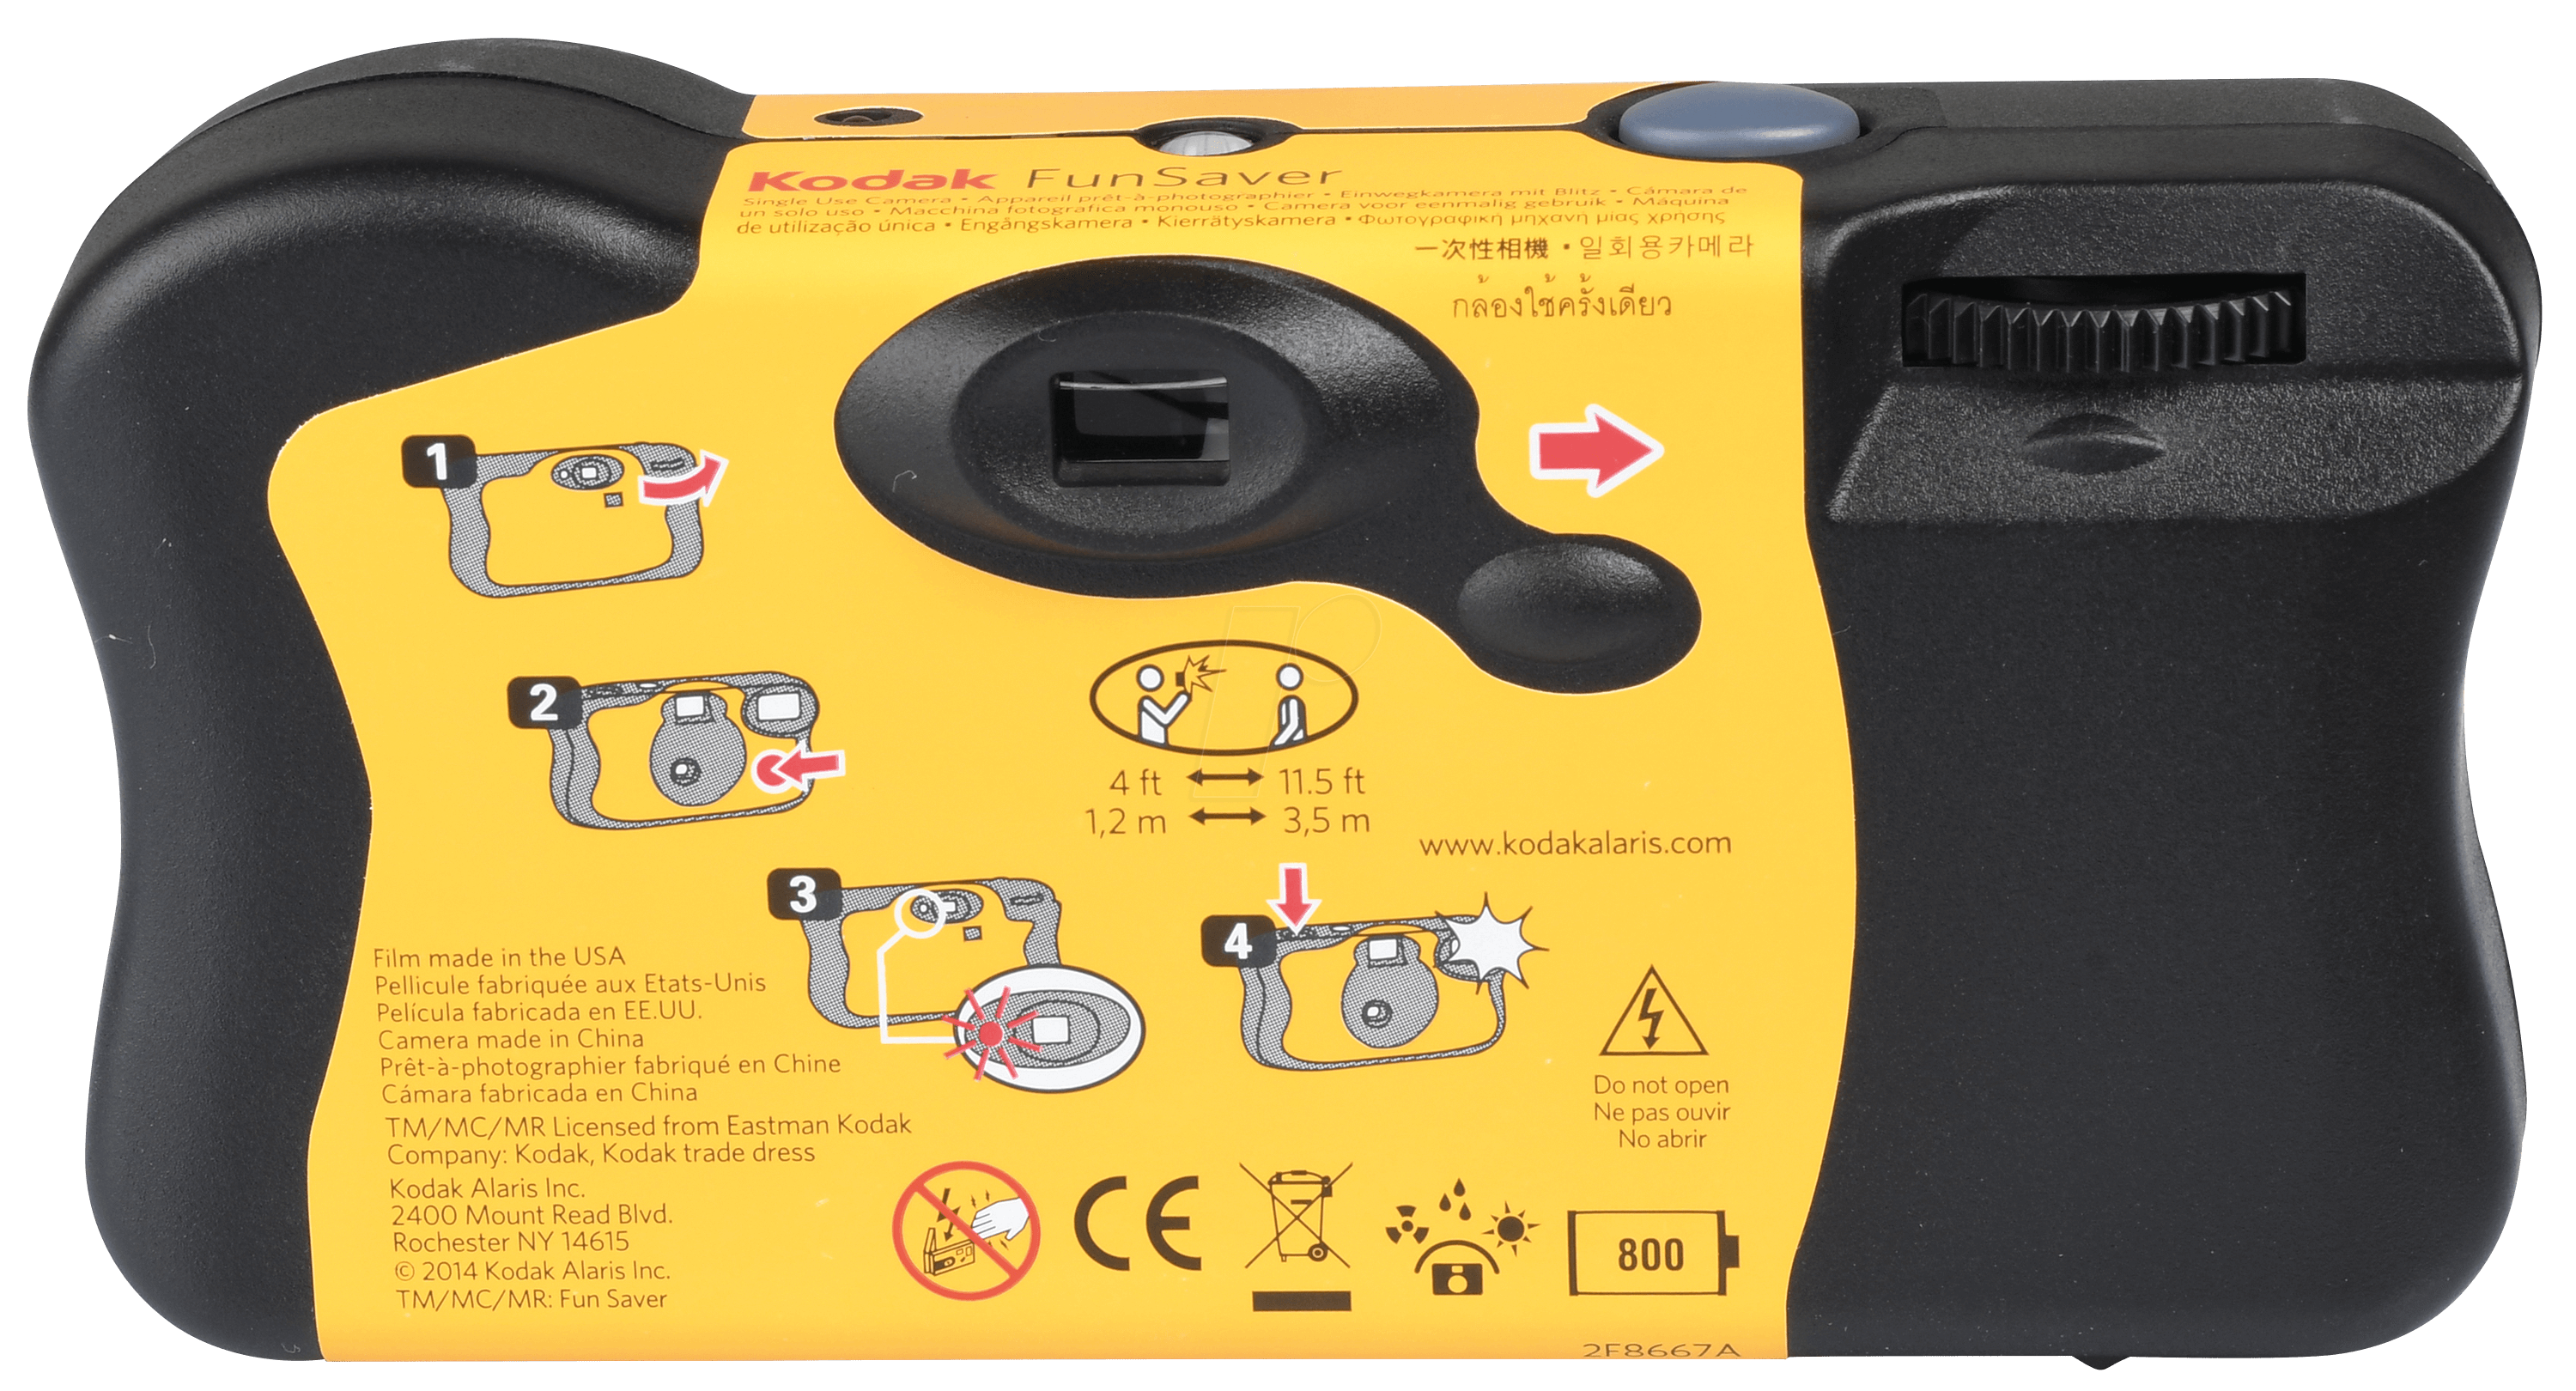 Kodak FunSaver
Single Use Camera • Appareil prêt-à-photographier • Einwegkamera mit Blitz • Cámara de
un solo uso • Macchina fotografica monouso • Camera voor eenmalig gebruik • Máquina
de utilização única • Engångskamera • Kierrätyskamera • Φωτογραφική μηχανή μίας χρήσης
一次性相機 • 일회용카메라
กล้องใช้ครั้งเดียว
1
2
4 ft 11.5 ft
1,2 m 3,5 m
www.kodakalaris.com
3
4
Film made in the USA
Pellicule fabriquée aux Etats-Unis
Película fabricada en EE.UU.
Camera made in China
Prêt-à-photographier fabriqué en Chine
Cámara fabricada en China
TM/MC/MR Licensed from Eastman Kodak
Company: Kodak, Kodak trade dress
Kodak Alaris Inc.
2400 Mount Read Blvd.
Rochester NY 14615
© 2014 Kodak Alaris Inc.
TM/MC/MR: Fun Saver
Do not open
Ne pas ouvrir
No abrir
CE
800
2F8667A